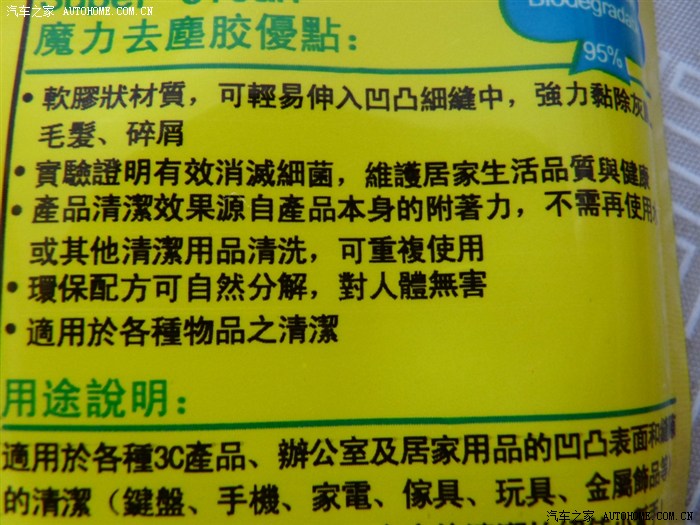 汽车之家 AUTOHOME.COM.CN
Biodegradab
95%
魔力去塵胶優點：
• 軟膠狀材質，可輕易伸入凹凸細縫中，強力黏除灰
毛髮、碎屑
• 實驗證明有效消滅細菌，維護居家生活品質與健康
• 產品清潔效果源自產品本身的附著力，不需再使用
或其他清潔用品清洗，可重複使用
• 環保配方可自然分解，對人體無害
• 適用於各種物品之清潔
用途說明：
適用於各種3C產品、辦公室及居家用品的凹凸表面和
的清潔（鍵盤、手機、家電、傢具、玩具、金屬飾品等
汽车之家 AUTOHOME.COM.CN